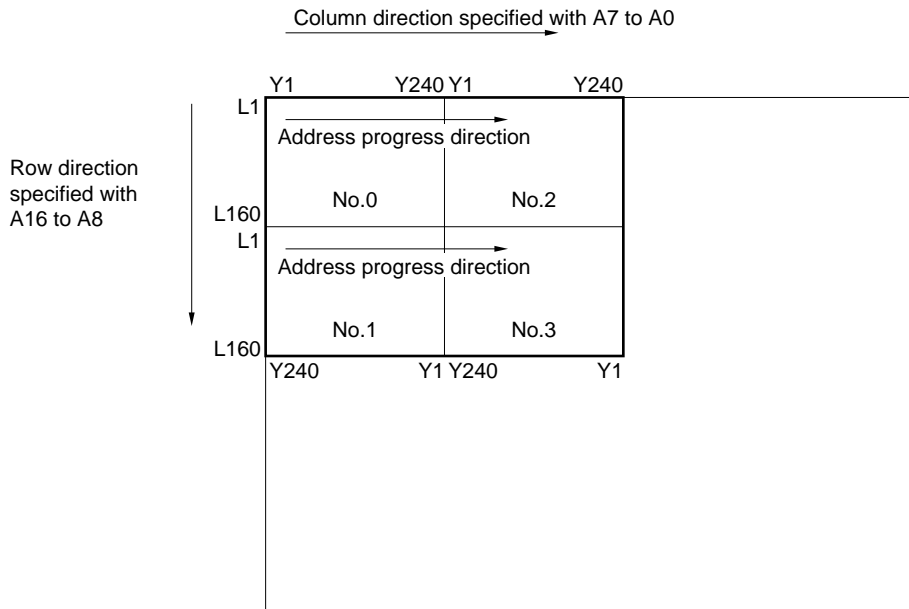 Column direction specified with A7 to A0
Y1 Y240 Y1 Y240
L1
Address progress direction
Row direction
specified with
A16 to A8
No.0 No.2
L160
L1
Address progress direction
No.1 No.3
L160
Y240 Y1 Y240 Y1